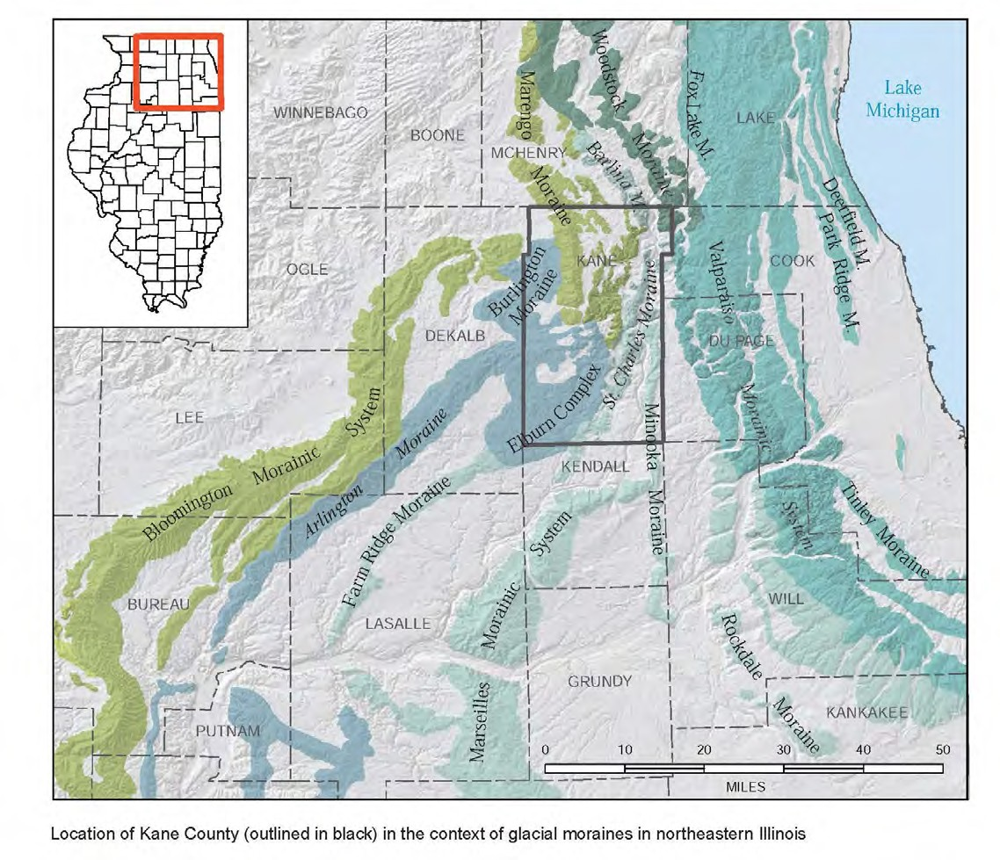 Lake
Michigan
WINNEBAGO
BOONE
MCHENRY
LAKE
Marengo
Moraine
Woodstock
Moraine
Barlina M.
Fox Lake M.
Deerfield M.
Park Ridge M.
OGLE
KANE
COOK
Burlington
Moraine
Valparaiso
Morainic
System
DEKALB
DU PAGE
St. Charles Moraine
Elburn Complex
LEE
Bloomington Morainic System
Arlington Moraine
Farm Ridge Moraine
KENDALL
Minooka
Moraine
Marseilles
Morainic
System
Tinley Moraine
BUREAU
LASALLE
WILL
Rockdale
Moraine
GRUNDY
KANKAKEE
PUTNAM
0 10 20 30 40 50
MILES
Location of Kane County (outlined in black) in the context of glacial moraines in northeastern Illinois